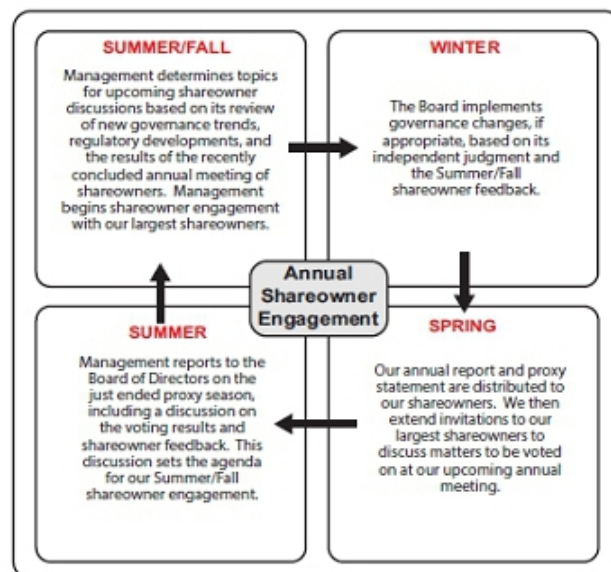 SUMMER/FALL
Management determines topics
for upcoming shareowner
discussions based on its review
of new governance trends,
regulatory developments, and
the results of the recently
concluded annual meeting of
shareowners. Management
begins shareowner engagement
with our largest shareowners.
WINTER
The Board implements
governance changes, if
appropriate, based on its
independent judgment and
the Summer/Fall
shareowner feedback.
Annual
Shareowner
Engagement
SUMMER
Management reports to the
Board of Directors on the
just ended proxy season,
including a discussion on
the voting results and
shareowner feedback. This
discussion sets the agenda
for our Summer/Fall
shareowner engagement.
SPRING
Our annual report and proxy
statement are distributed to
our shareowners. We then
extend invitations to our
largest shareowners to
discuss matters to be voted
on at our upcoming annual
meeting.